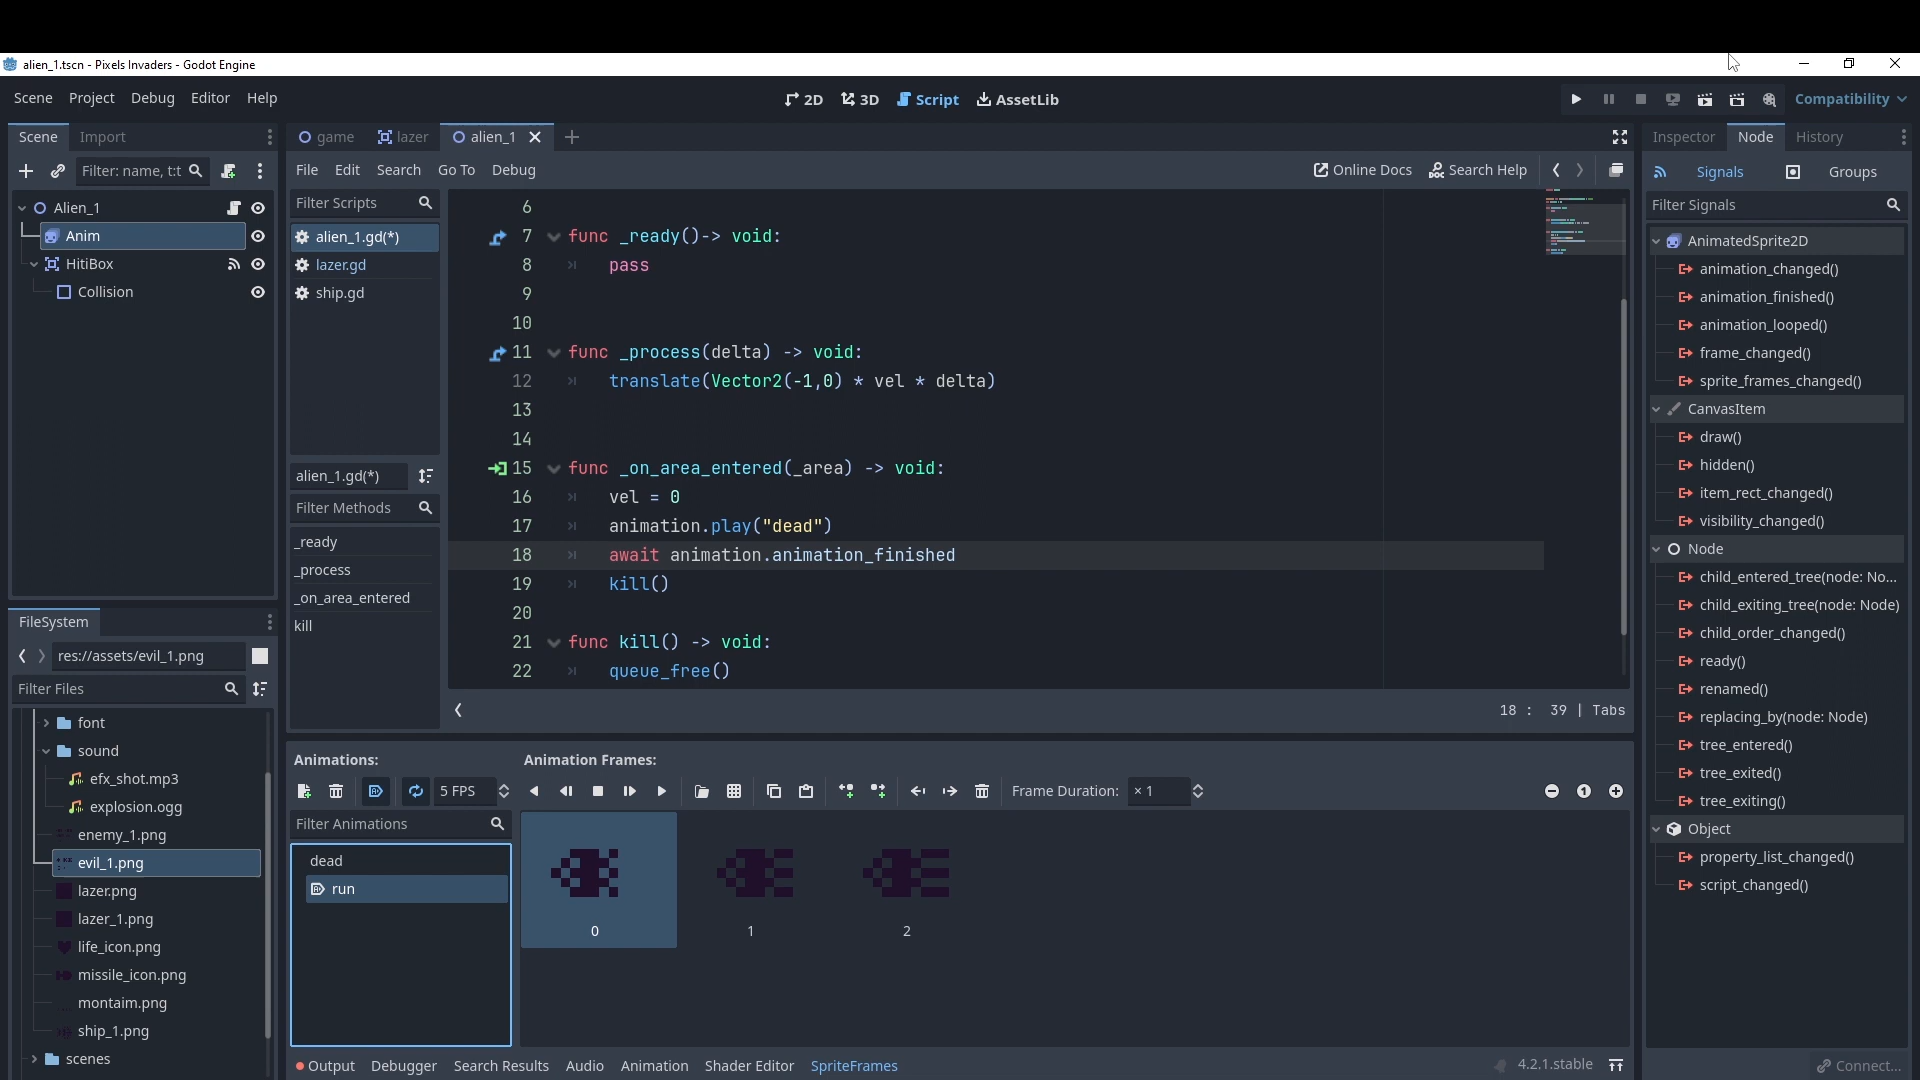 alien_1.tscn - Pixels Invaders - Godot Engine
Scene Project Debug Editor Help
2D 3D Script AssetLib
Compatibility
Scene Import
game lazer alien_1
Inspector Node History
Filter: name, t:t
File Edit Search Go To Debug
Online Docs Search Help
Signals Groups
Filter Scripts
Filter Signals
Alien_1
Anim
HitiBox
Collision
alien_1.gd(*)
lazer.gd
ship.gd
alien_1.gd(*)
Filter Methods
_ready
_process
_on_area_entered
kill
6
7 func _ready()-> void:
8 pass
9
10
11 func _process(delta) -> void:
12 translate(Vector2(-1,0) * vel * delta)
13
14
15 func _on_area_entered(_area) -> void:
16 vel = 0
17 animation.play("dead")
18 await animation.animation_finished
19 kill()
20
21 func kill() -> void:
22 queue_free()
18 : 39 | Tabs
AnimatedSprite2D
animation_changed()
animation_finished()
animation_looped()
frame_changed()
sprite_frames_changed()
CanvasItem
draw()
hidden()
item_rect_changed()
visibility_changed()
Node
child_entered_tree(node: No...
child_exiting_tree(node: Node)
child_order_changed()
ready()
renamed()
replacing_by(node: Node)
tree_entered()
tree_exited()
tree_exiting()
Object
property_list_changed()
script_changed()
Connect...
FileSystem
res://assets/evil_1.png
Filter Files
font
sound
efx_shot.mp3
explosion.ogg
enemy_1.png
evil_1.png
lazer.png
lazer_1.png
life_icon.png
missile_icon.png
montaim.png
ship_1.png
scenes
Animations:
Animation Frames:
5 FPS
Frame Duration: × 1
1
Filter Animations
dead
run
0 1 2
Output Debugger Search Results Audio Animation Shader Editor SpriteFrames
4.2.1.stable